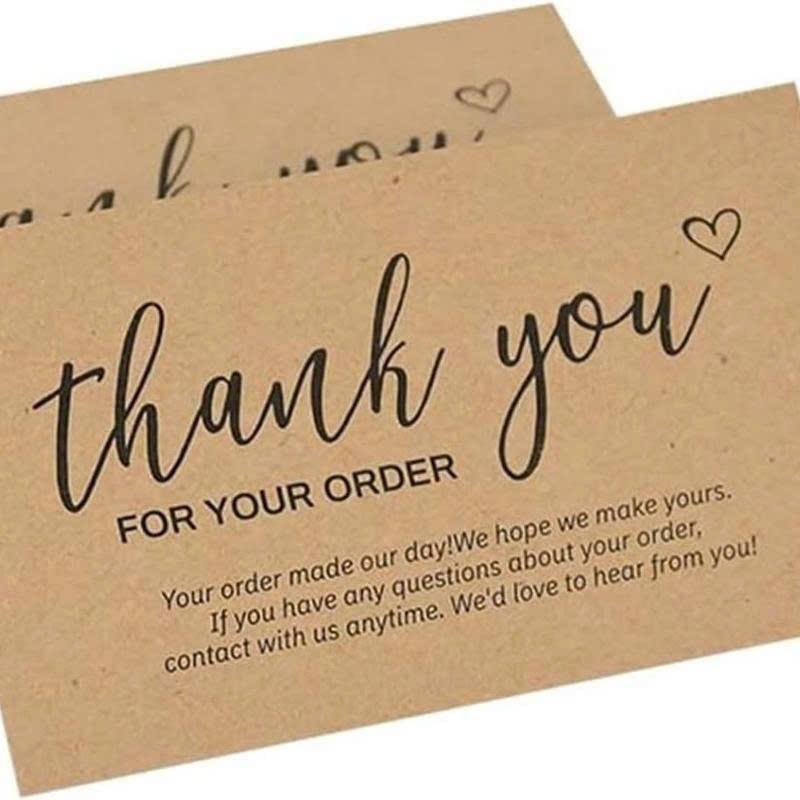 thank you
FOR YOUR ORDER
Your order made our day!We hope we make yours.
If you have any questions about your order,
contact with us anytime. We'd love to hear from you!